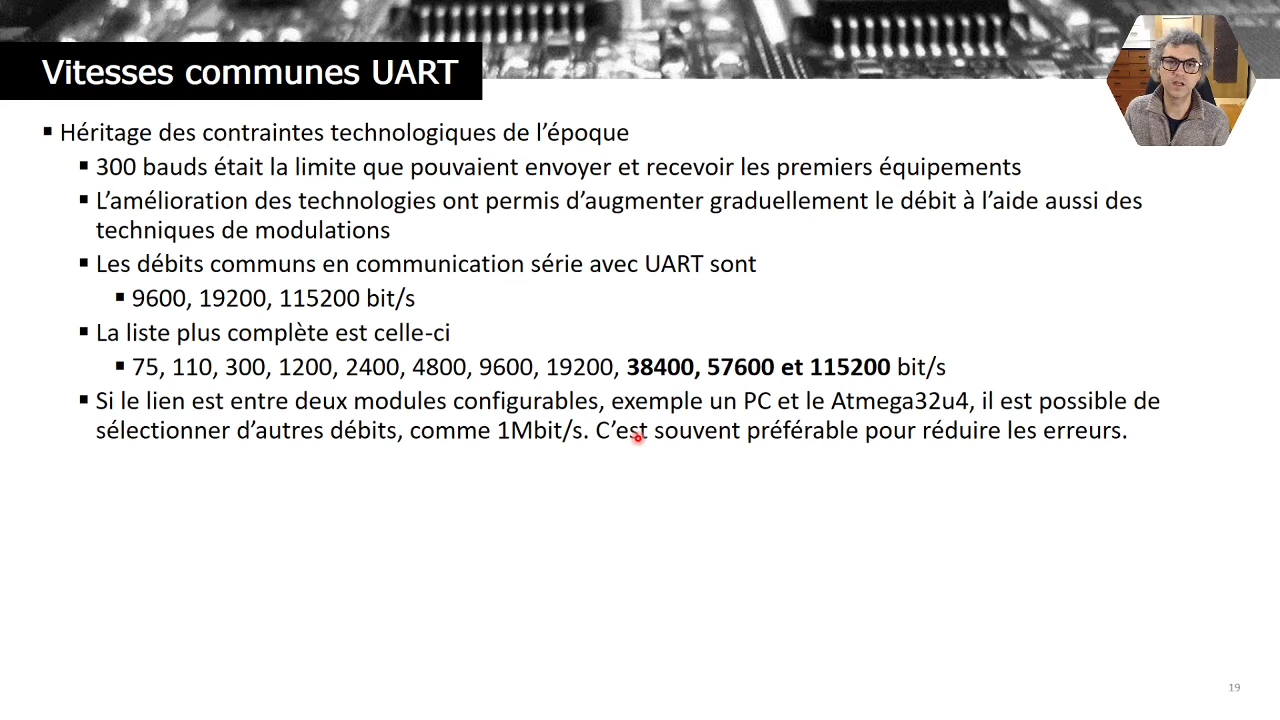 Vitesses communes UART
▪ Héritage des contraintes technologiques de l’époque
▪ 300 bauds était la limite que pouvaient envoyer et recevoir les premiers équipements
▪ L’amélioration des technologies ont permis d’augmenter graduellement le débit à l’aide aussi des
techniques de modulations
▪ Les débits communs en communication série avec UART sont
▪ 9600, 19200, 115200 bit/s
▪ La liste plus complète est celle-ci
▪ 75, 110, 300, 1200, 2400, 4800, 9600, 19200, 38400, 57600 et 115200 bit/s
▪ Si le lien est entre deux modules configurables, exemple un PC et le Atmega32u4, il est possible de
sélectionner d’autres débits, comme 1Mbit/s. C’est souvent préférable pour réduire les erreurs.
19